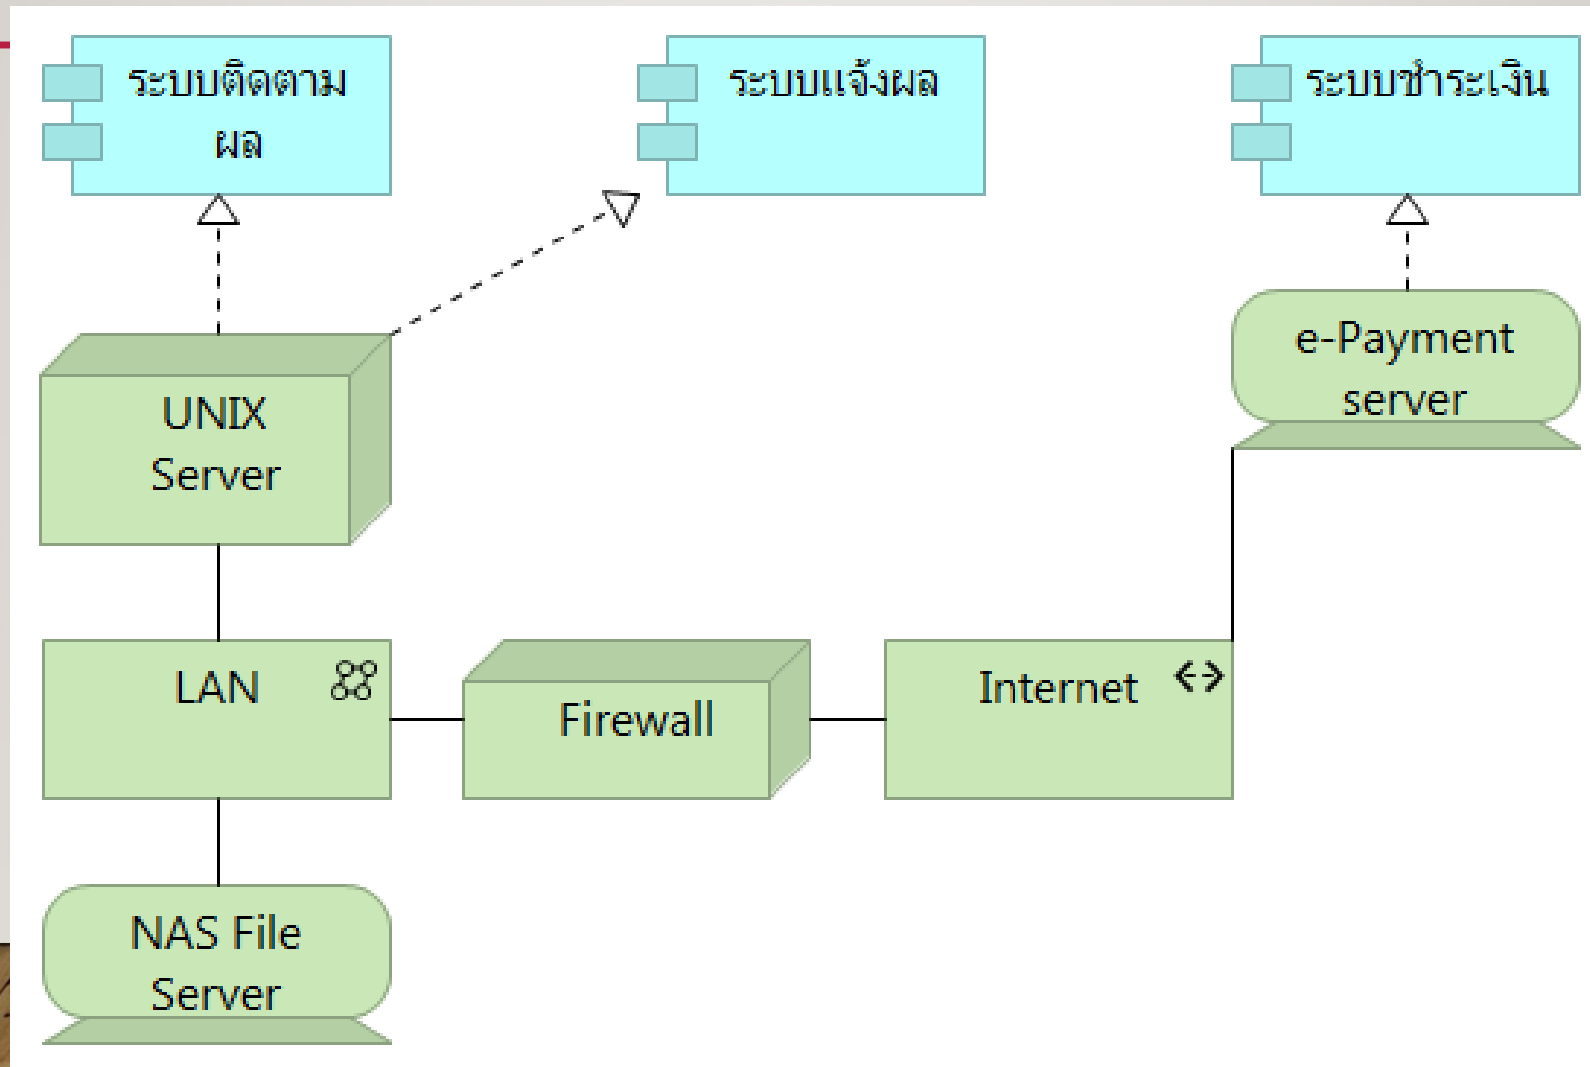 ระบบติดตาม
ผล
ระบบแจ้งผล
ระบบชำระเงิน
e-Payment
server
UNIX
Server
LAN
Firewall
Internet
NAS File
Server